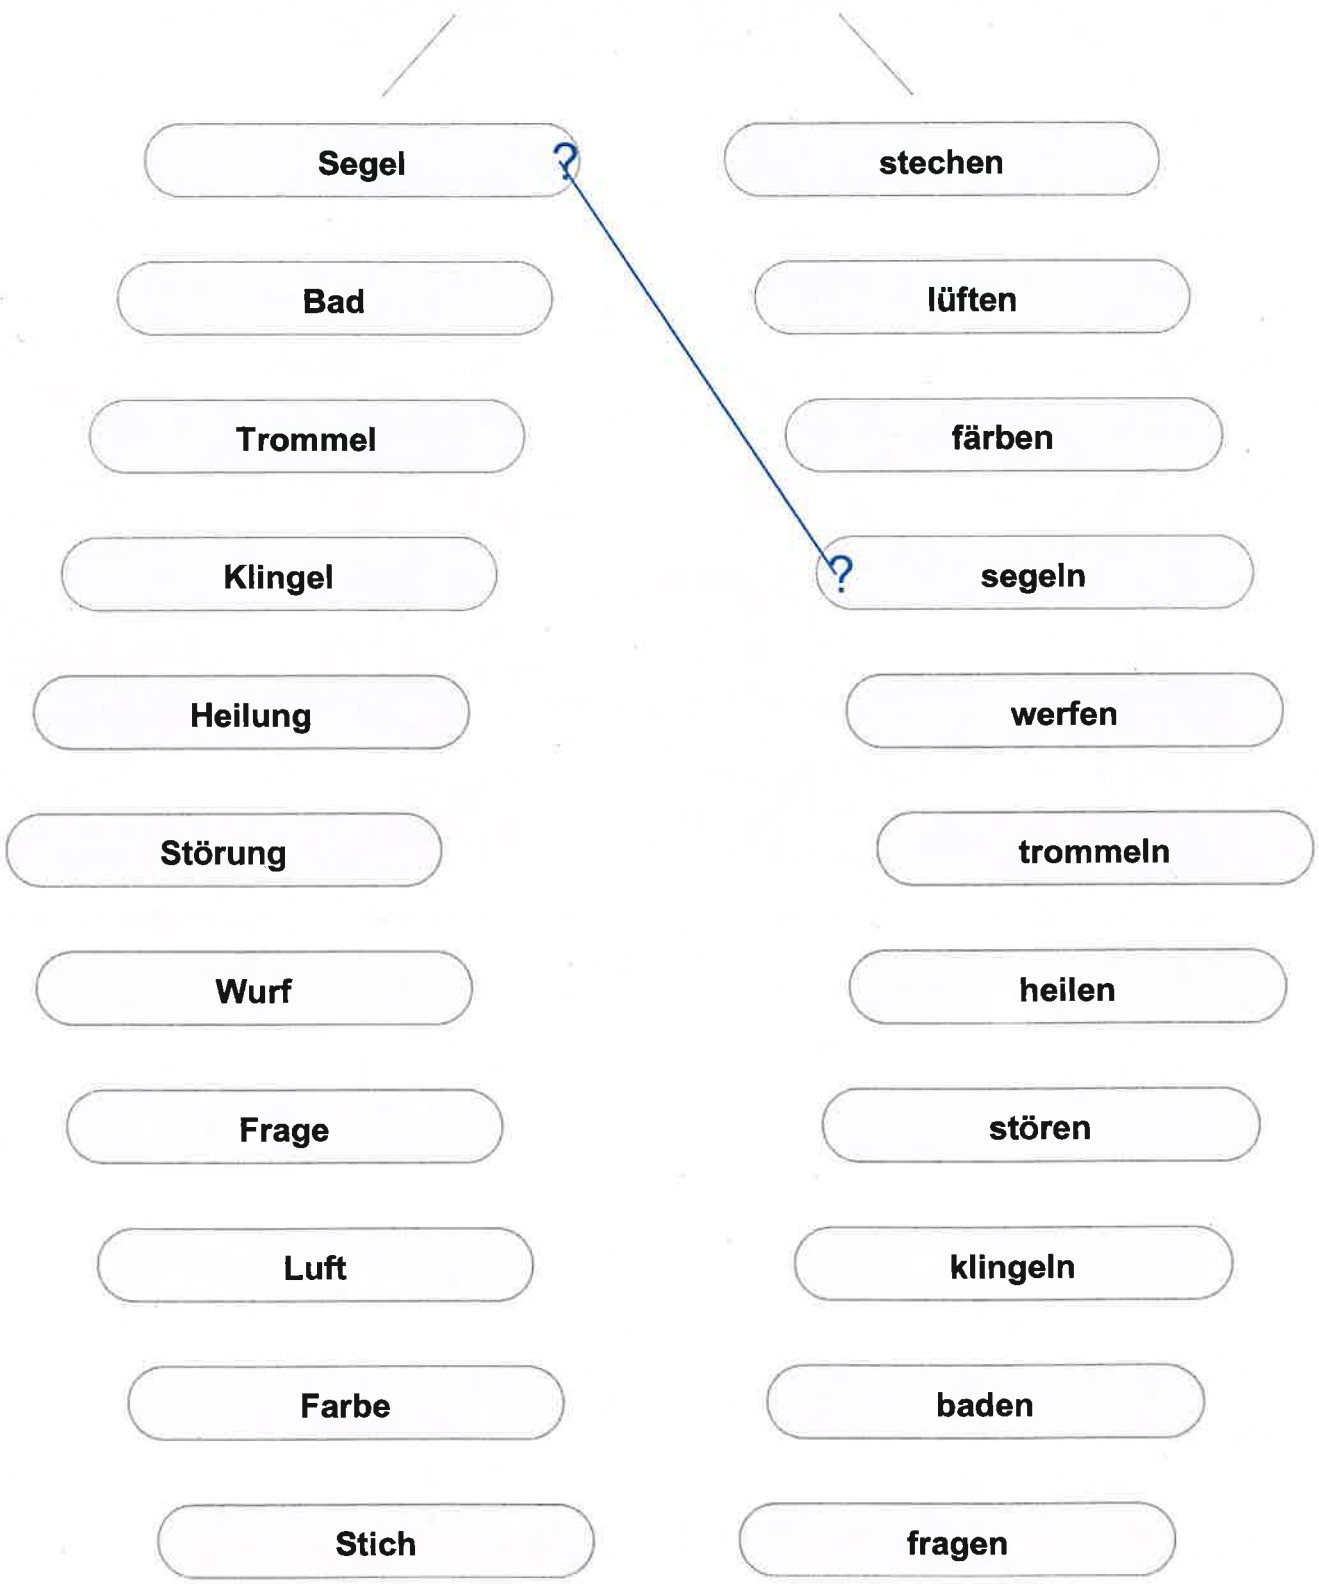 Segel ? stechen
Bad lüften
Trommel färben
Klingel ? segeln
Heilung werfen
Störung trommeln
Wurf heilen
Frage stören
Luft klingeln
Farbe baden
Stich fragen